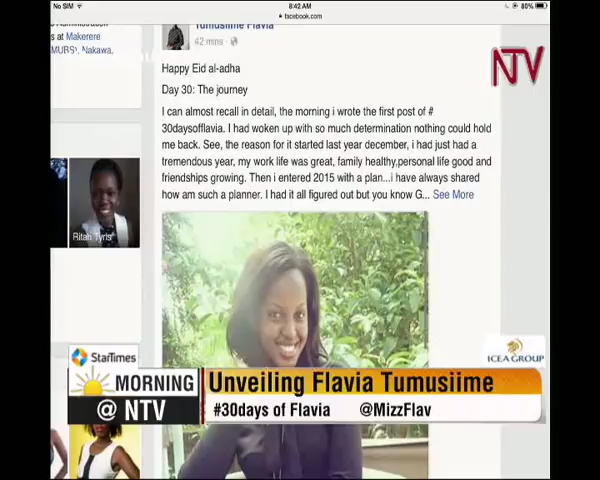 No SIM
8:42 AM
80%
facebook.com
s at Makerere
MURS), Nakawa,
Tumusiime Flavia
42 mins
Happy Eid al-adha
Day 30: The journey
I can almost recall in detail, the morning i wrote the first post of #
30daysofflavia. I had woken up with so much determination nothing could hold
me back. See, the reason for it started last year december, i had just had a
tremendous year, my work life was great, family healthy,personal life good and
friendships growing. Then i entered 2015 with a plan...i have always shared
how am such a planner. I had it all figured out but you know G... See More
NTV
Ritah Tyris
StarTimes
MORNING
@ NTV
ICEA GROUP
Unveiling Flavia Tumusiime
#30days of Flavia @MizzFlav